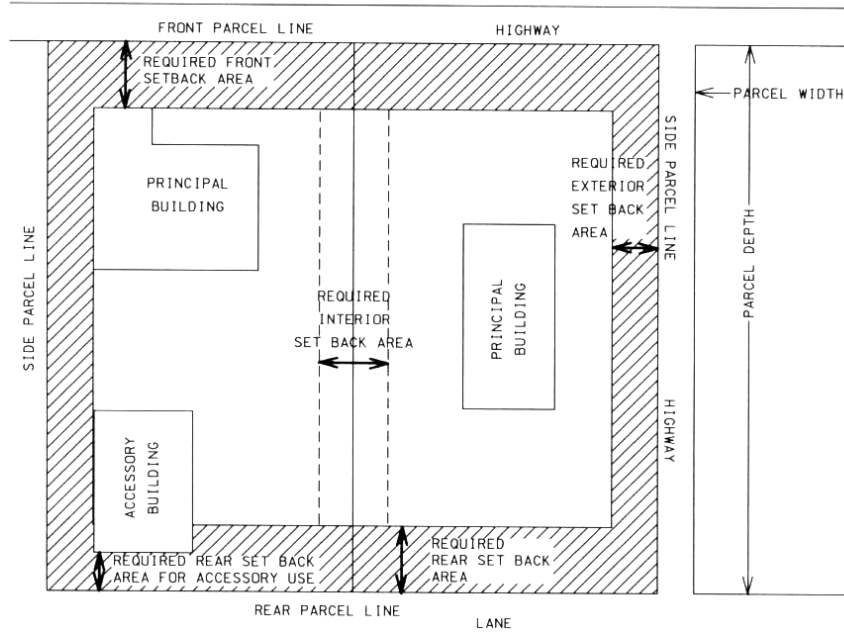 FRONT PARCEL LINE
HIGHWAY
REQUIRED FRONT
SETBACK AREA
PARCEL WIDTH
SIDE PARCEL LINE
REQUIRED
EXTERIOR
SET BACK
AREA
PRINCIPAL
BUILDING
SIDE PARCEL LINE
PARCEL DEPTH
REQUIRED
INTERIOR
SET BACK AREA
PRINCIPAL
BUILDING
HIGHWAY
ACCESSORY
BUILDING
REQUIRED REAR SET BACK
AREA FOR ACCESSORY USE
REQUIRED
REAR SET BACK
AREA
REAR PARCEL LINE
LANE